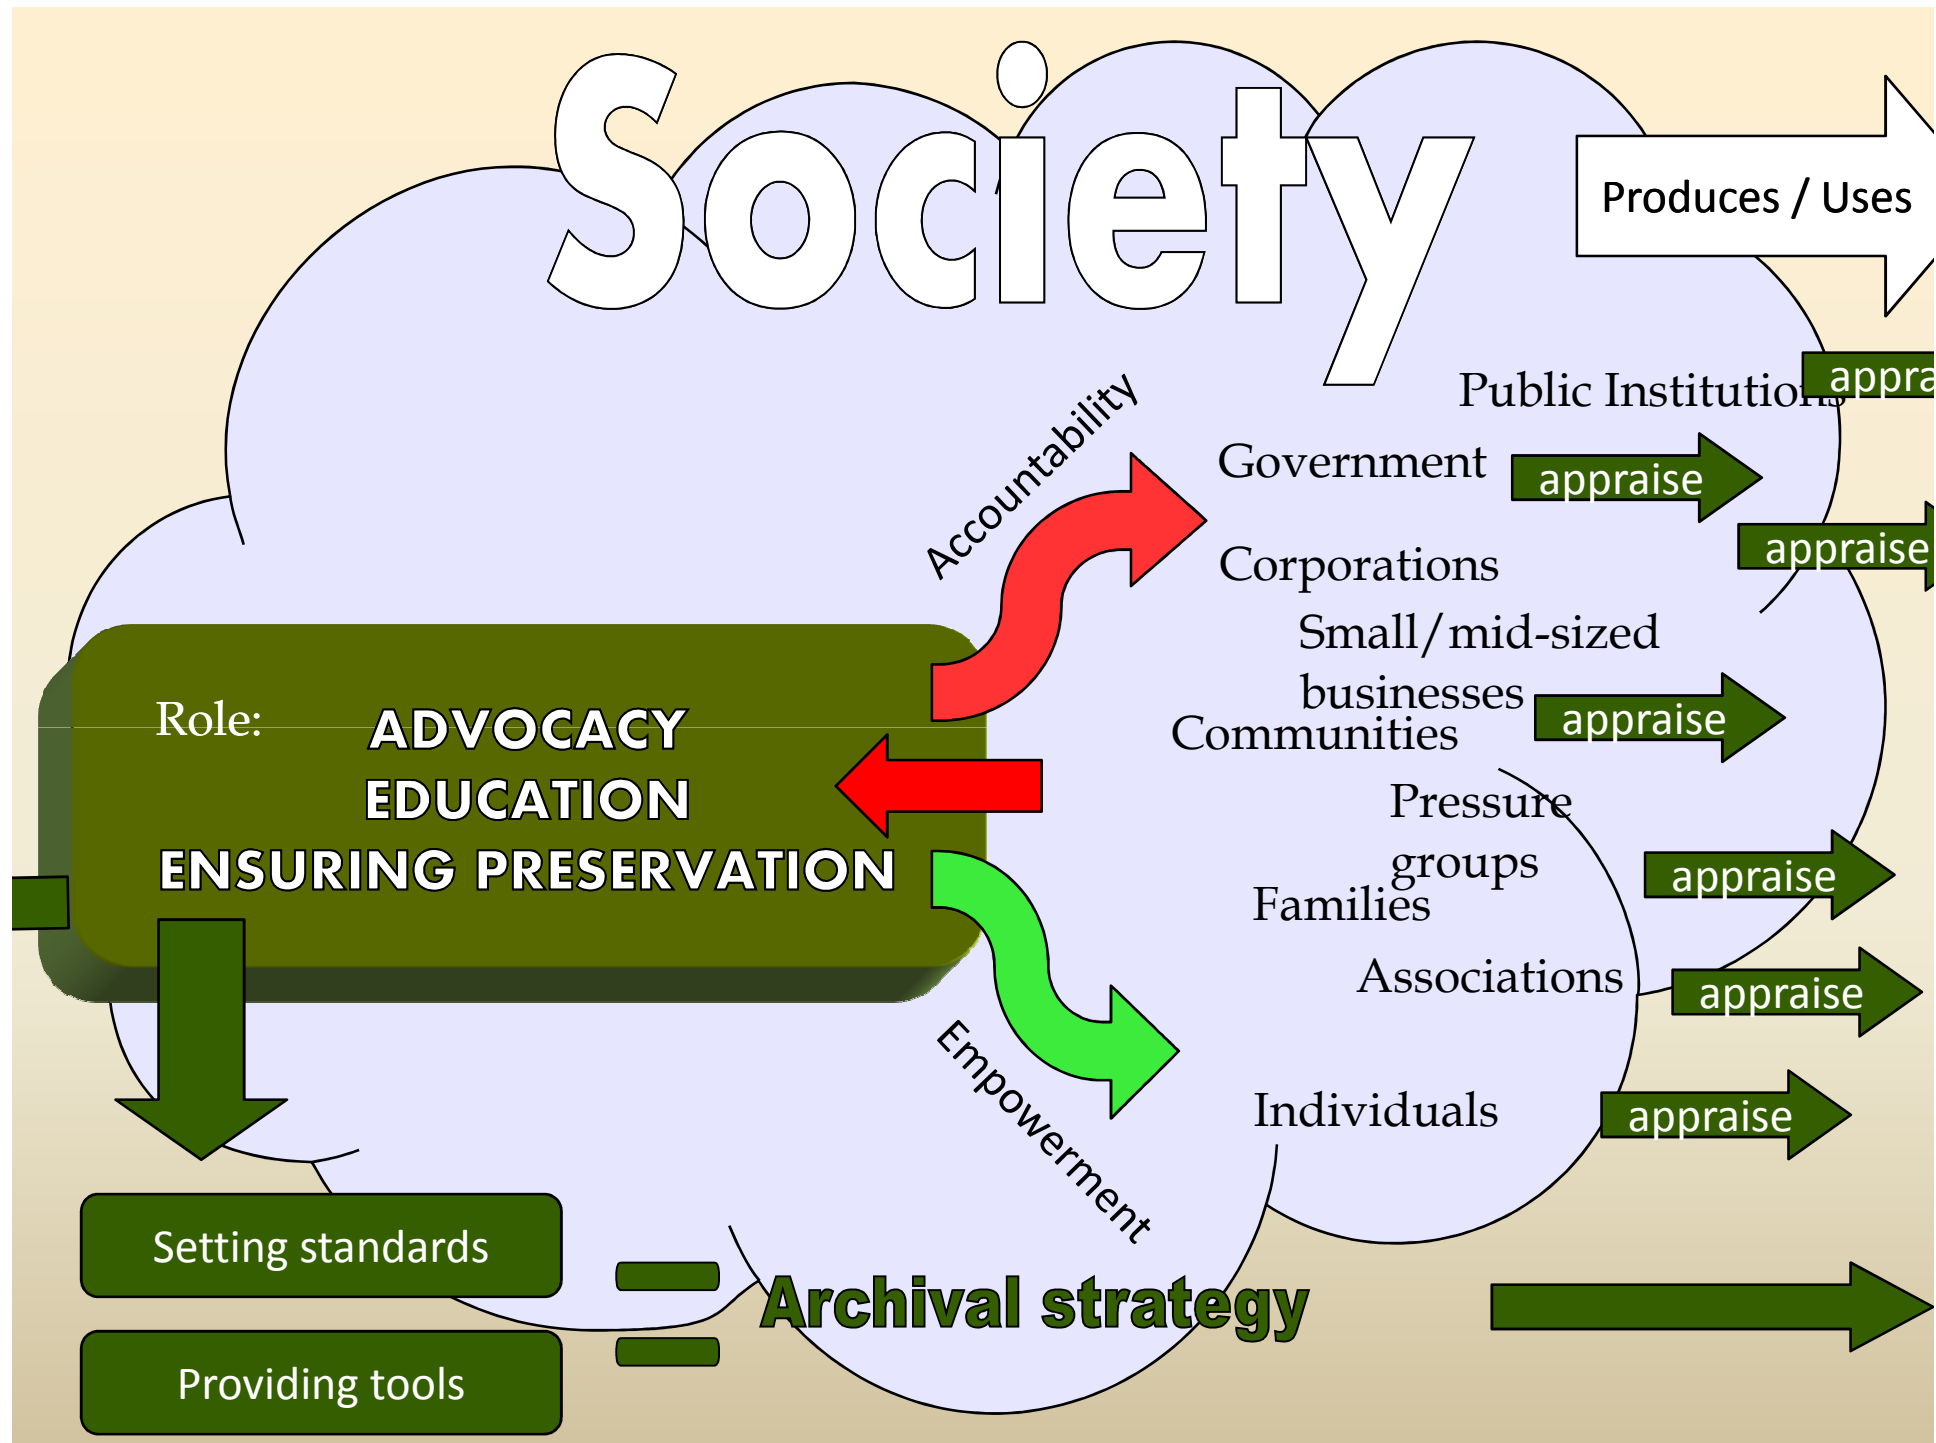 Society
Produces / Uses
Public Institutions
appra
Accountability
Government
appraise
appraise
Corporations
Small/mid-sized
businesses
appraise
Communities
Role:
ADVOCACY
EDUCATION
ENSURING PRESERVATION
Pressure
groups
appraise
Families
Associations
appraise
Empowerment
Individuals
appraise
Setting standards
Archival strategy
Providing tools